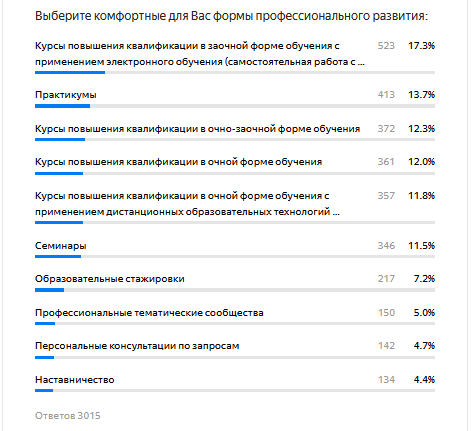 Выберите комфортные для Вас формы профессионального развития:
Курсы повышения квалификации в заочной форме обучения с 523 17.3%
применением электронного обучения (самостоятельная работа с ...
Практикумы 413 13.7%
Курсы повышения квалификации в очно-заочной форме обучения 372 12.3%
Курсы повышения квалификации в очной форме обучения 361 12.0%
Курсы повышения квалификации в очной форме обучения с 357 11.8%
применением дистанционных образовательных технологий ...
Семинары 346 11.5%
Образовательные стажировки 217 7.2%
Профессиональные тематические сообщества 150 5.0%
Персональные консультации по запросам 142 4.7%
Наставничество 134 4.4%
Ответов 3015